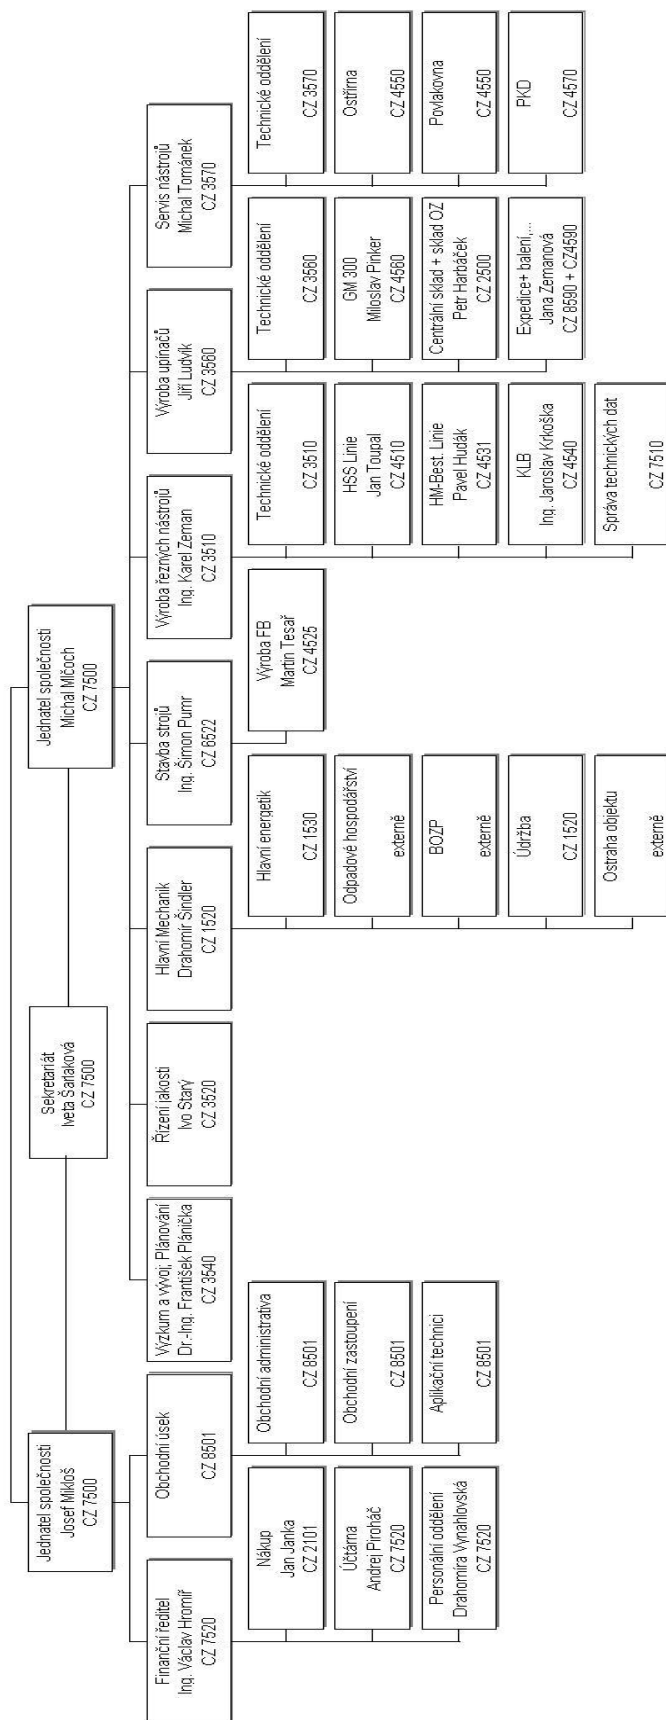 Jednatel společnosti
Josef Mikloš
CZ 7500
Sekretariát
Iveta Šarlaková
CZ 7500
Jednatel společnosti
Michal Mlčoch
CZ 7500
Finanční ředitel
Ing. Václav Hromíř
CZ 7520
Obchodní úsek
CZ 8501
Výzkum a vývoj; Plánování
Dr.-Ing. František Plánička
CZ 3540
Řízení jakosti
Ivo Starý
CZ 3520
Hlavní Mechanik
Drahomír Šindler
CZ 1520
Stavba strojů
Ing. Šimon Pumr
CZ 6522
Výroba řezných nástrojů
Ing. Karel Zeman
CZ 3510
Výroba upínačů
Jiří Ludvík
CZ 3560
Servis nástrojů
Michal Tománek
CZ 3570
Nákup
Jan Janka
CZ 2101
Účtárna
Andrej Piroháč
CZ 7520
Personální oddělení
Drahomíra Vynahlovská
CZ 7520
Obchodní administrativa
CZ 8501
Obchodní zastoupení
CZ 8501
Aplikační technici
CZ 8501
Hlavní energetik
CZ 1530
Odpadové hospodářství
externě
BOZP
externě
Údržba
CZ 1520
Ostraha objektu
externě
Výroba FB
Martin Tesař
CZ 4525
Technické oddělení
CZ 3510
HSS Linie
Jan Toupal
CZ 4510
HM-Best. Linie
Pavel Hudák
CZ 4531
KLB
Ing. Jaroslav Krkoška
CZ 4540
Správa technických dat
CZ 7510
Technické oddělení
CZ 3560
GM 300
Miloslav Pinker
CZ 4560
Centrální sklad + sklad OZ
Petr Harbáček
CZ 2500
Expedice+ balení,...
Jana Zemanová
CZ 8590 + CZ4590
Technické oddělení
CZ 3570
Ostřírna
CZ 4550
Povlakovna
CZ 4550
PKD
CZ 4570